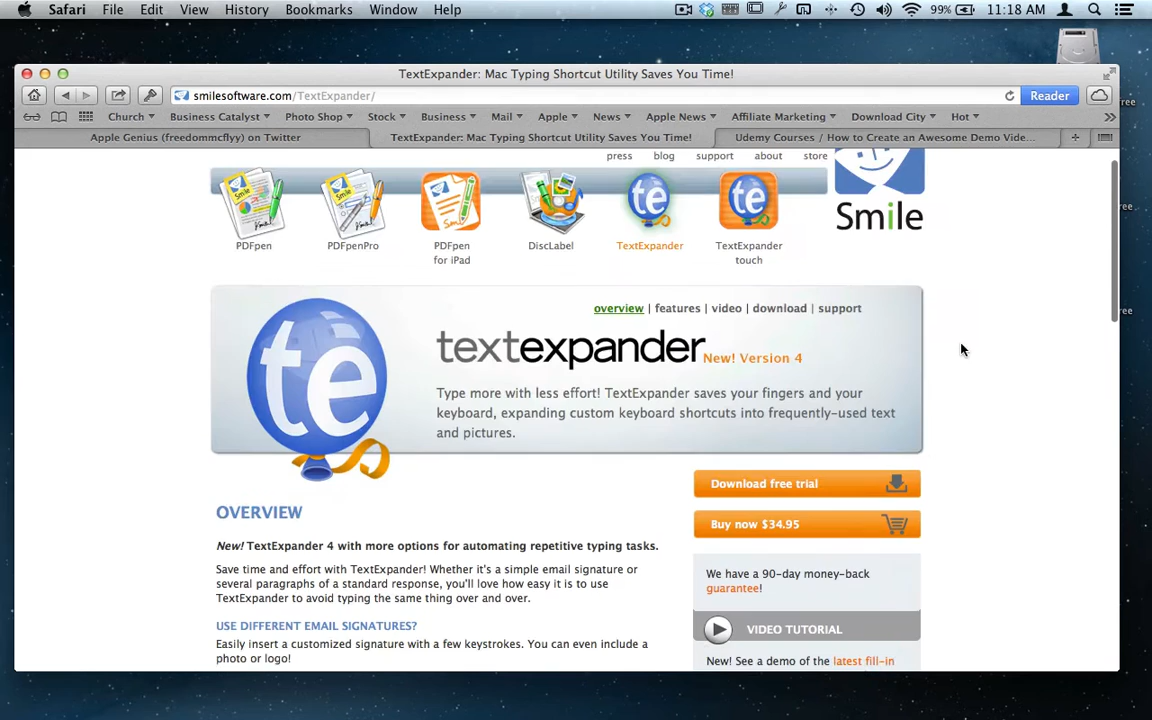 Safari File Edit View History Bookmarks Window Help 99% 11:18 AM
TextExpander: Mac Typing Shortcut Utility Saves You Time!
smilesoftware.com/TextExpander/ Reader
Church Business Catalyst Photo Shop Stock Business Mail Apple News Apple News Affiliate Marketing Download City Hot
Apple Genius (freedommcfly) on Twitter TextExpander: Mac Typing Shortcut Utility Saves You Time! Udemy Courses / How to Create an Awesome Demo Vide...
press blog support about store
Smile
PDFpen PDFpenPro PDFpen for iPad DiscLabel TextExpander TextExpander touch
overview | features | video | download | support
te
textexpander New! Version 4
Type more with less effort! TextExpander saves your fingers and your
keyboard, expanding custom keyboard shortcuts into frequently-used text
and pictures.
Download free trial
Buy now $34.95
OVERVIEW
New! TextExpander 4 with more options for automating repetitive typing tasks.
Save time and effort with TextExpander! Whether it's a simple email signature or
several paragraphs of a standard response, you'll love how easy it is to use
TextExpander to avoid typing the same thing over and over.
USE DIFFERENT EMAIL SIGNATURES?
Easily insert a customized signature with a few keystrokes. You can even include a
photo or logo!
We have a 90-day money-back
guarantee!
VIDEO TUTORIAL
New! See a demo of the latest fill-in